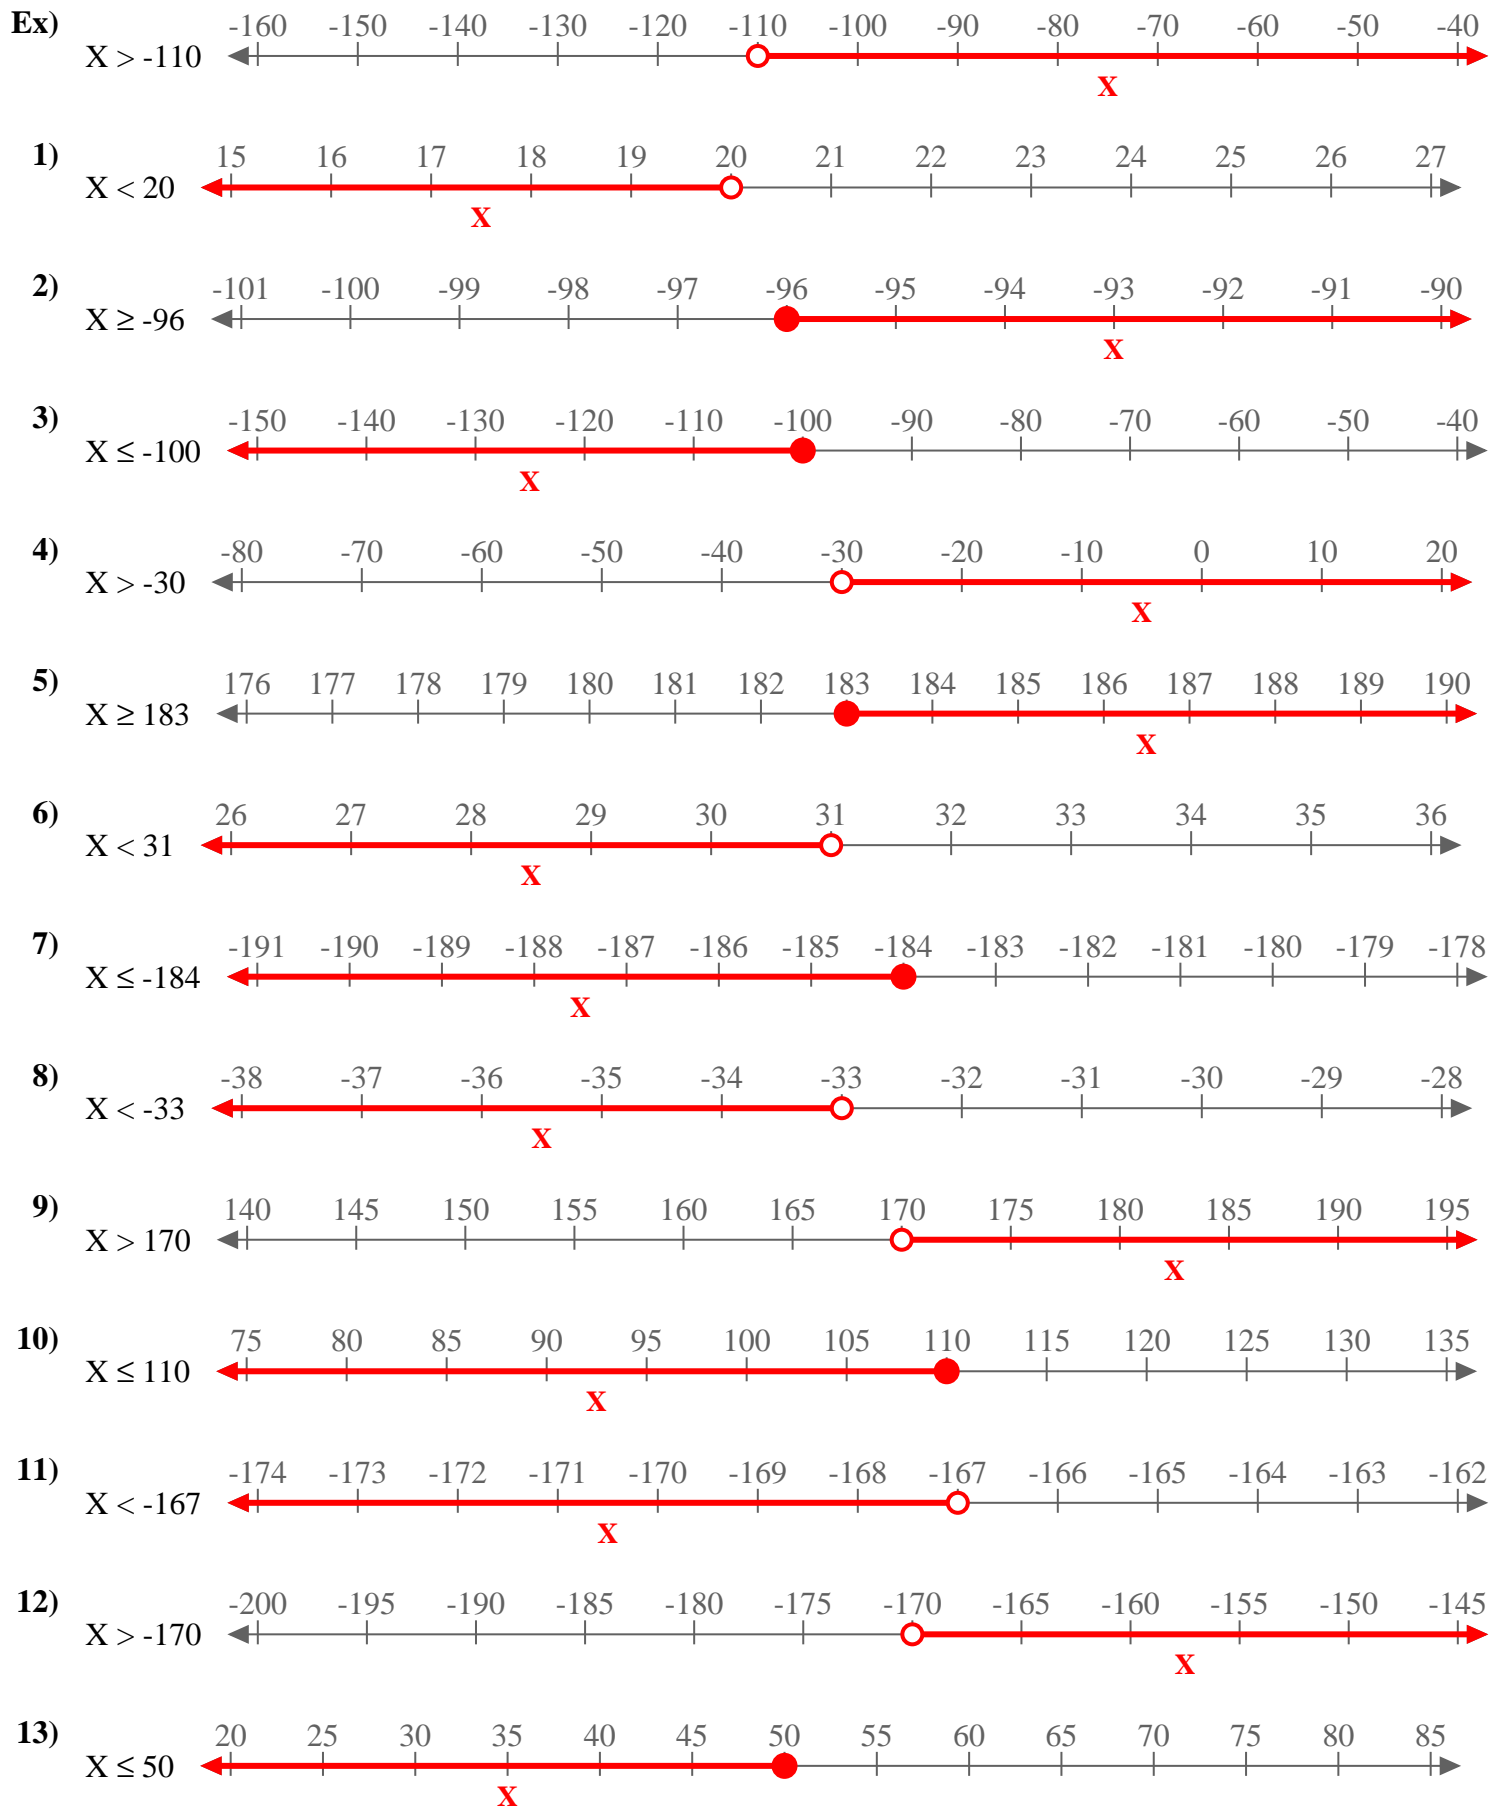 Ex)
-160 -150 -140 -130 -120 -110 -100 -90 -80 -70 -60 -50 -40
X > -110
X
1)
15 16 17 18 19 20 21 22 23 24 25 26 27
X < 20
X
2)
-101 -100 -99 -98 -97 -96 -95 -94 -93 -92 -91 -90
X ≥ -96
X
3)
-150 -140 -130 -120 -110 -100 -90 -80 -70 -60 -50 -40
X ≤ -100
X
4)
-80 -70 -60 -50 -40 -30 -20 -10 0 10 20
X > -30
X
5)
176 177 178 179 180 181 182 183 184 185 186 187 188 189 190
X ≥ 183
X
6)
26 27 28 29 30 31 32 33 34 35 36
X < 31
X
7)
-191 -190 -189 -188 -187 -186 -185 -184 -183 -182 -181 -180 -179 -178
X ≤ -184
X
8)
-38 -37 -36 -35 -34 -33 -32 -31 -30 -29 -28
X < -33
X
9)
140 145 150 155 160 165 170 175 180 185 190 195
X > 170
X
10)
75 80 85 90 95 100 105 110 115 120 125 130 135
X ≤ 110
X
11)
-174 -173 -172 -171 -170 -169 -168 -167 -166 -165 -164 -163 -162
X < -167
X
12)
-200 -195 -190 -185 -180 -175 -170 -165 -160 -155 -150 -145
X > -170
X
13)
20 25 30 35 40 45 50 55 60 65 70 75 80 85
X ≤ 50
X